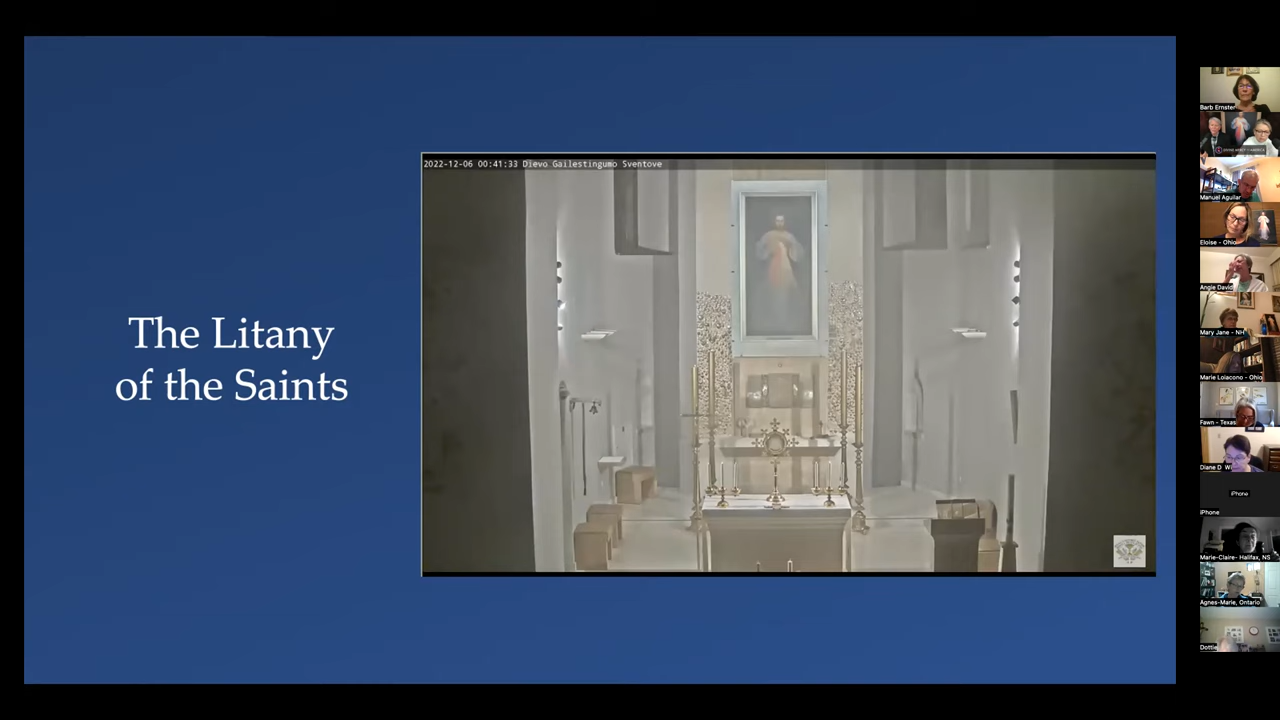 2022-12-06 00:41:33 Dievo Gailestingumo Sventove
The Litany
of the Saints
Barb Ernster
Manuel Aguilar
Eloise - Ohio
Angie David
Mary Jane - NH
Marie Loiacono - Ohio
Fawn - Texas
Diane D
iPhone
iPhone
Marie-Claire- Halifax, NS
Agnes-Marie, Ontario
Dottie